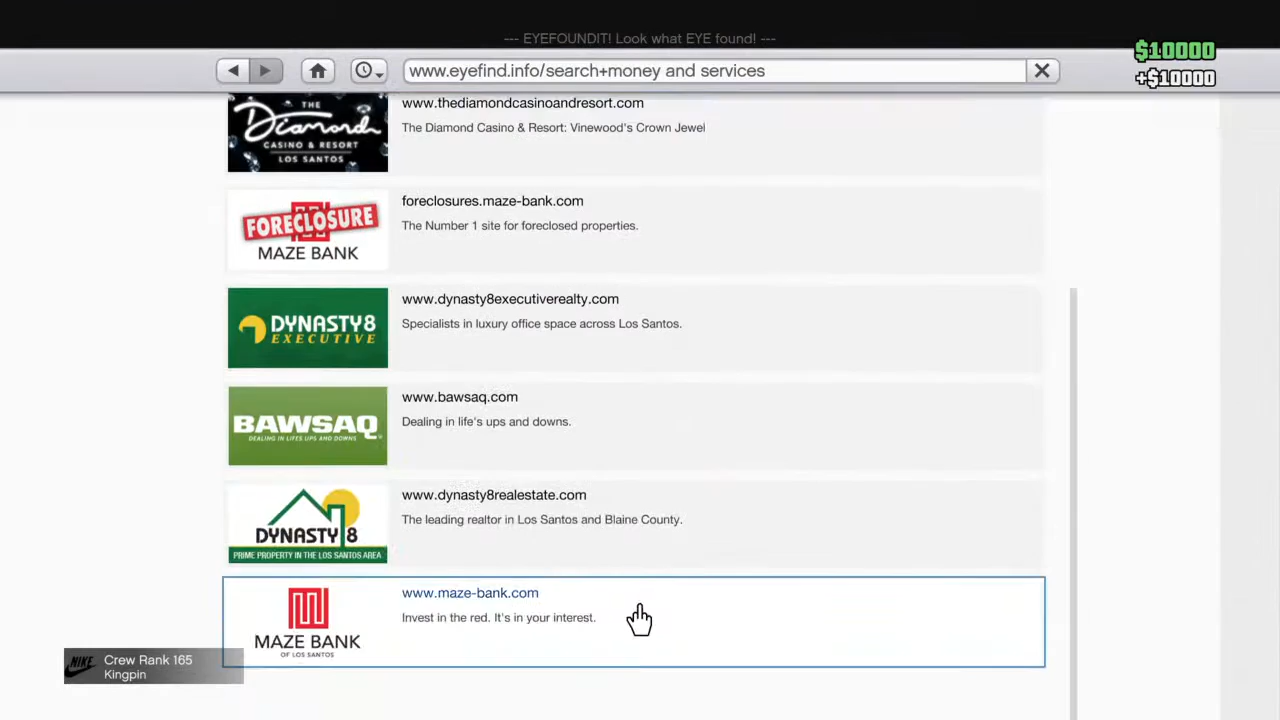 --- EYEFOUNDIT! Look what EYE found! ---
$10000
www.eyefind.info/search+money and services
+$10000
THE
Diamond
CASINO & RESORT
LOS SANTOS
www.thediamondcasinoandresort.com
The Diamond Casino & Resort: Vinewood's Crown Jewel
FORECLOSURE
MAZE BANK
foreclosures.maze-bank.com
The Number 1 site for foreclosed properties.
DYNASTY8
EXECUTIVE
www.dynasty8executiverealty.com
Specialists in luxury office space across Los Santos.
BAWSAQ
DEALING IN LIFES UPS AND DOWNS
www.bawsaq.com
Dealing in life's ups and downs.
DYNASTY 8
PRIME PROPERTY IN THE LOS SANTOS AREA
www.dynasty8realestate.com
The leading realtor in Los Santos and Blaine County.
MAZE BANK
OF LOS SANTOS
www.maze-bank.com
Invest in the red. It's in your interest.
NIKE
Crew Rank 165
Kingpin